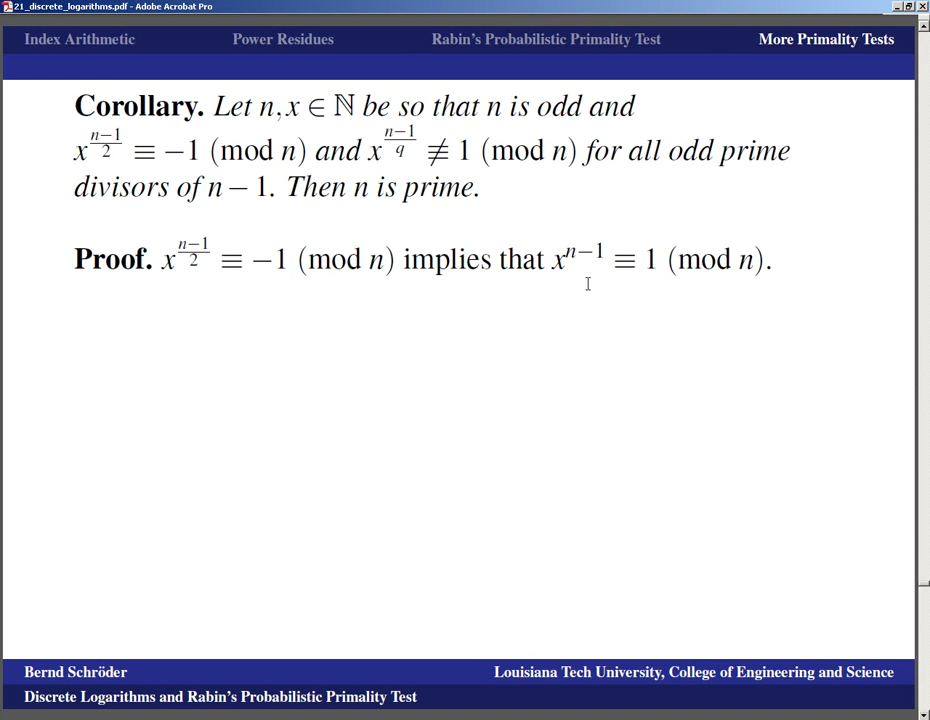 21_discrete_logarithms.pdf - Adobe Acrobat Pro
Index Arithmetic Power Residues Rabin's Probabilistic Primality Test More Primality Tests
Corollary. Let n, x ∈ ℕ be so that n is odd and
x^{\frac{n-1}{2}} ≡ −1 (mod n) and x^{\frac{n-1}{q}} ≢ 1 (mod n) for all odd prime
divisors of n − 1. Then n is prime.
Proof. x^{\frac{n-1}{2}} ≡ −1 (mod n) implies that x^{n−1} ≡ 1 (mod n).
Bernd Schröder Louisiana Tech University, College of Engineering and Science
Discrete Logarithms and Rabin's Probabilistic Primality Test